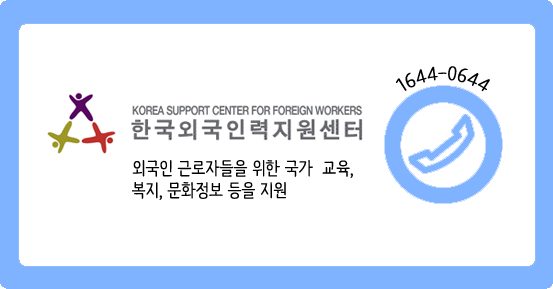 1644-0644
KOREA SUPPORT CENTER FOR FOREIGN WORKERS
한국외국인력지원센터
외국인 근로자들을 위한 국가 교육,
복지, 문화정보 등을 지원